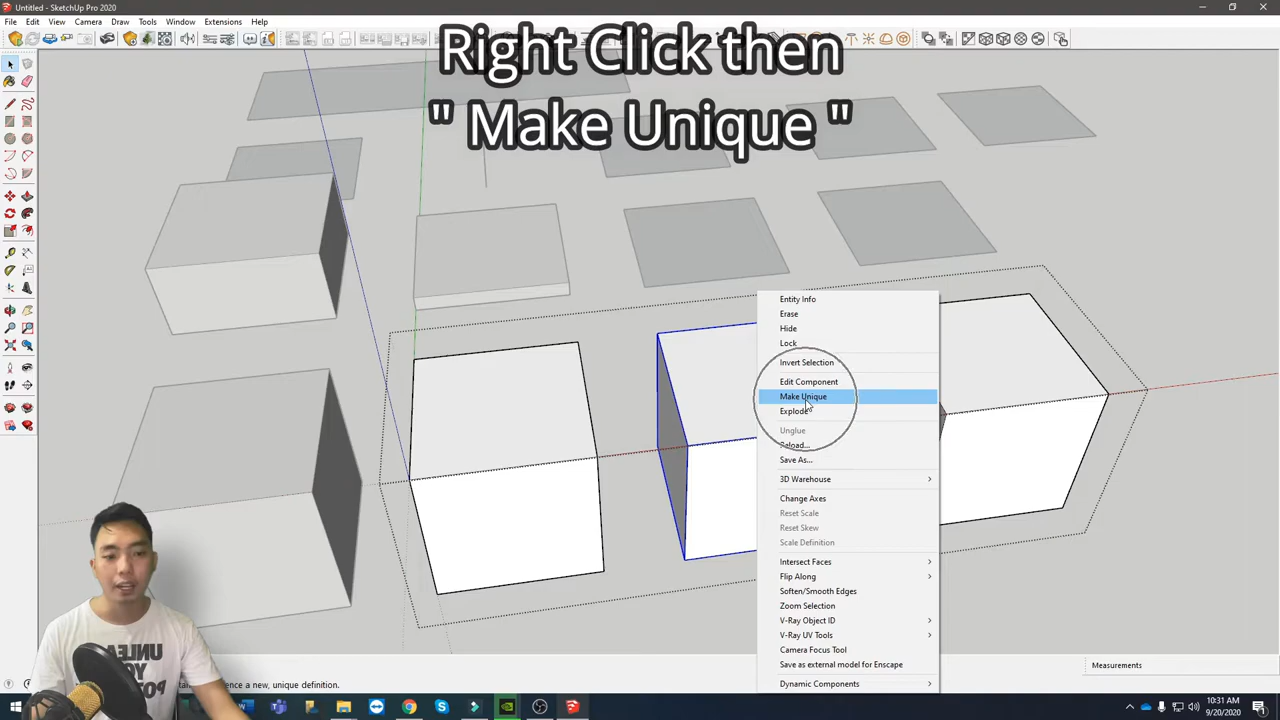 Untitled - SketchUp Pro 2020
File Edit View Camera Draw Tools Window Extensions Help
Right Click then
" Make Unique "
Entity Info
Erase
Hide
Lock
Invert Selection
Edit Component
Make Unique
Explode
Unglue
Reload...
Save As...
3D Warehouse
Change Axes
Reset Scale
Reset Skew
Scale Definition
Intersect Faces
Flip Along
Soften/Smooth Edges
Zoom Selection
V-Ray Object ID
V-Ray UV Tools
Camera Focus Tool
Save as external model for Enscape
Dynamic Components
Measurements
a new, unique definition.
UNLEA
YO
10:31 AM
9/20/2020